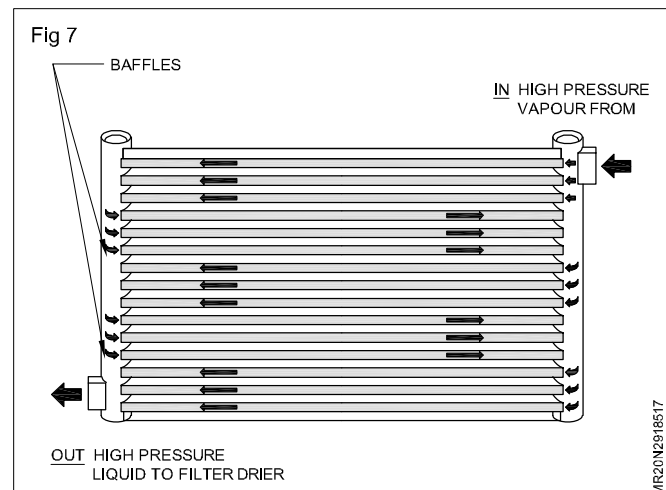 Fig 7
BAFFLES
IN HIGH PRESSURE
VAPOUR FROM
OUT HIGH PRESSURE
LIQUID TO FILTER DRIER
MR20N2918517